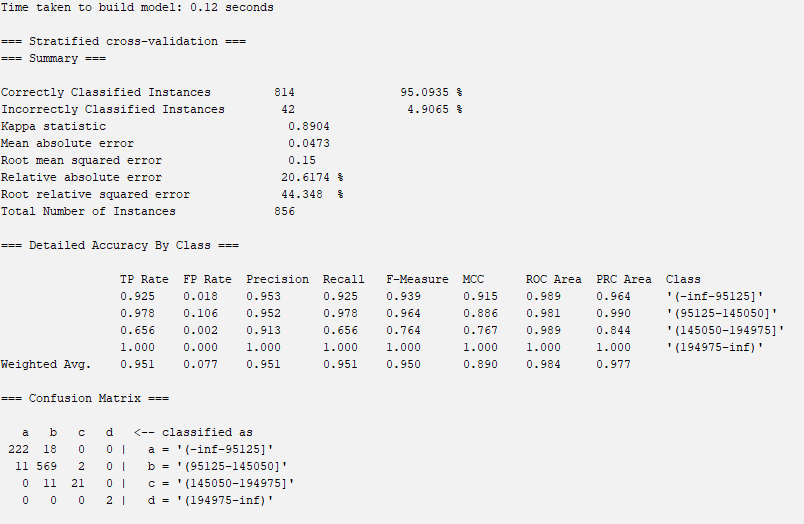 Time taken to build model: 0.12 seconds
=== Stratified cross-validation ===
=== Summary ===
Correctly Classified Instances         814               95.0935 %
Incorrectly Classified Instances        42                4.9065 %
Kappa statistic                          0.8904
Mean absolute error                      0.0473
Root mean squared error                  0.15
Relative absolute error                 20.6174 %
Root relative squared error             44.348  %
Total Number of Instances              856
=== Detailed Accuracy By Class ===
                 TP Rate  FP Rate  Precision  Recall   F-Measure  MCC      ROC Area  PRC Area  Class
                 0.925    0.018    0.953      0.925    0.939      0.915    0.989     0.964     '(-inf-95125]'
                 0.978    0.106    0.952      0.978    0.964      0.886    0.981     0.990     '(95125-145050]'
                 0.656    0.002    0.913      0.656    0.764      0.767    0.989     0.844     '(145050-194975]'
                 1.000    0.000    1.000      1.000    1.000      1.000    1.000     1.000     '(194975-inf)'
Weighted Avg.    0.951    0.077    0.951      0.951    0.950      0.890    0.984     0.977
=== Confusion Matrix ===
   a   b   c   d   <-- classified as
 222  18   0   0 |   a = '(-inf-95125]'
  11 569   2   0 |   b = '(95125-145050]'
   0  11  21   0 |   c = '(145050-194975]'
   0   0   0   2 |   d = '(194975-inf)'